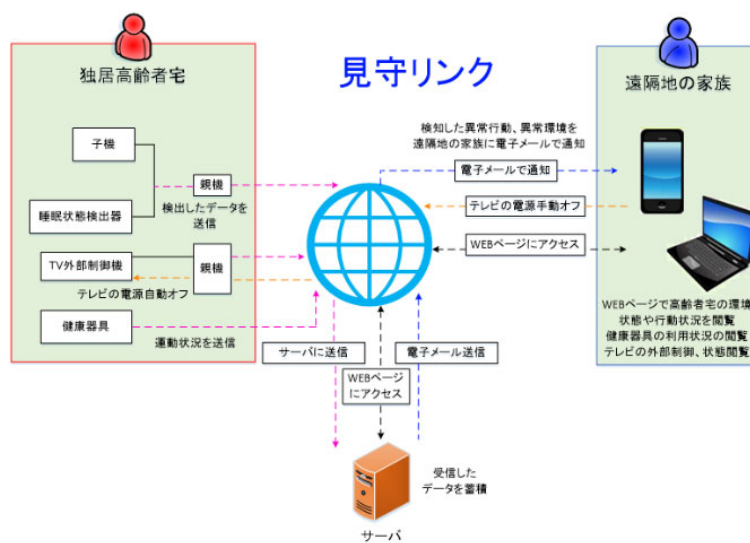 見守リンク
独居高齢者宅
子機
親機
検出したデータを
送信
睡眠状態検出器
TV外部制御機
親機
テレビの電源自動オフ
健康器具
運動状況を送信
遠隔地の家族
検知した異常行動、異常環境を
遠隔地の家族に電子メールで通知
電子メールで通知
テレビの電源手動オフ
WEBページにアクセス
WEBページで高齢者宅の環境
状態や行動状況を閲覧
健康器具の利用状況の閲覧
テレビの外部制御、状態閲覧
サーバに送信
電子メール送信
WEBページ
にアクセス
受信した
データを蓄積
サーバ